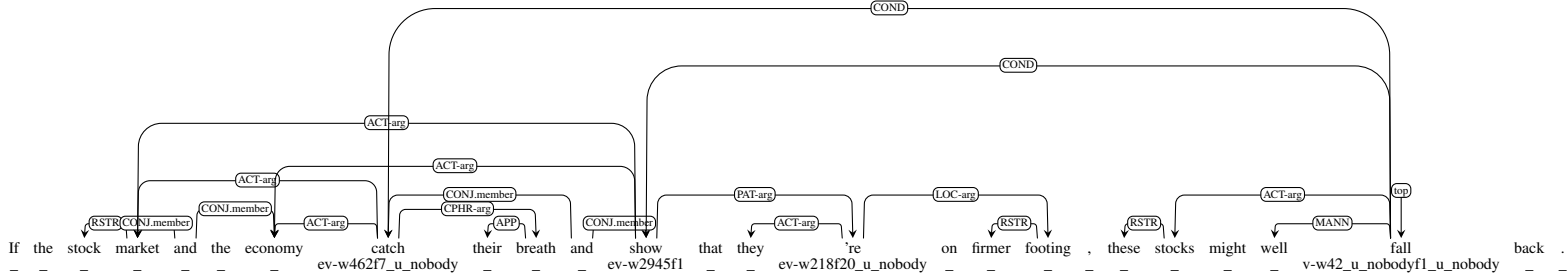 COND
COND
ACT-arg
ACT-arg
ACT-arg CONJ.member PAT-arg LOC-arg ACT-arg top
CONJ.member CPHR-arg
RSTR CONJ.member ACT-arg APP CONJ.member ACT-arg RSTR RSTR MANN
If the stock market and the economy catch their breath and show that they 're on firmer footing , these stocks might well fall back .
_ _ _ _ _ _ _ ev-w462f7_u_nobody _ _ _ ev-w2945f1 _ _ ev-w218f20_u_nobody _ _ _ _ _ _ _ _ v-w42_u_nobodyf1_u_nobody _ _